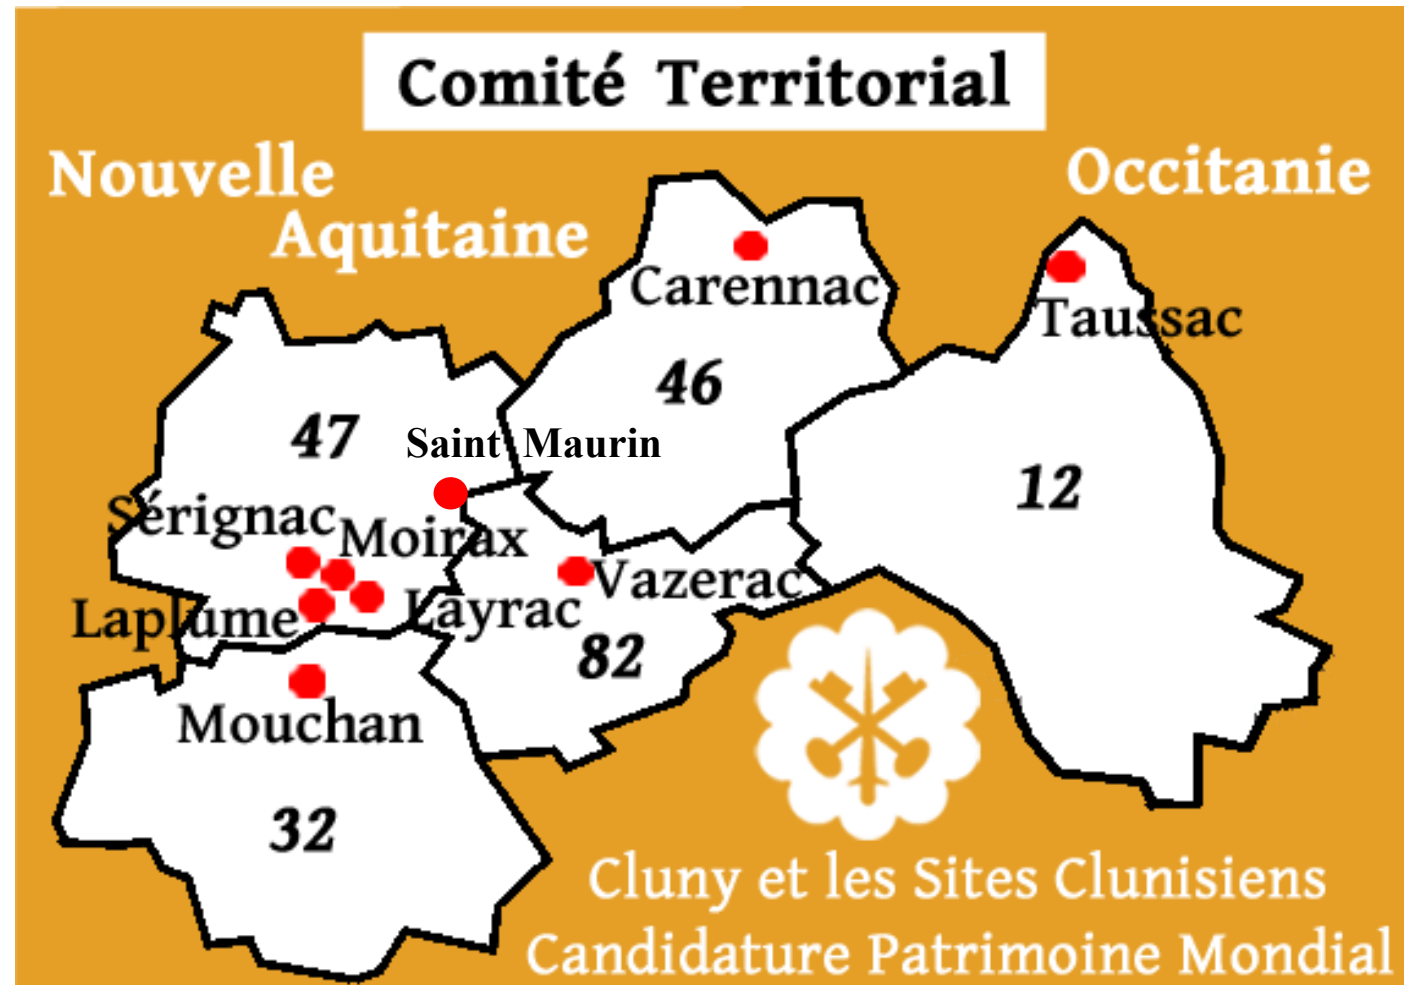 Comité Territorial
Nouvelle
Aquitaine
Occitanie
Carennac
Taussac
46
47
Saint Maurin
12
Sérignac
Moirax
Vazerac
Laplume
Layrac
82
Mouchan
32
Cluny et les Sites Clunisiens
Candidature Patrimoine Mondial